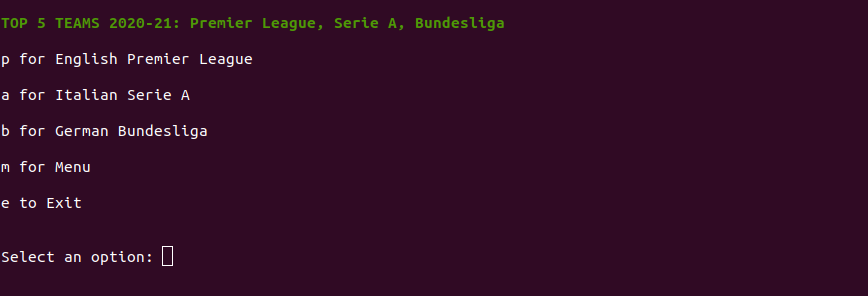 TOP 5 TEAMS 2020-21: Premier League, Serie A, Bundesliga
p for English Premier League
a for Italian Serie A
b for German Bundesliga
m for Menu
e to Exit
Select an option: